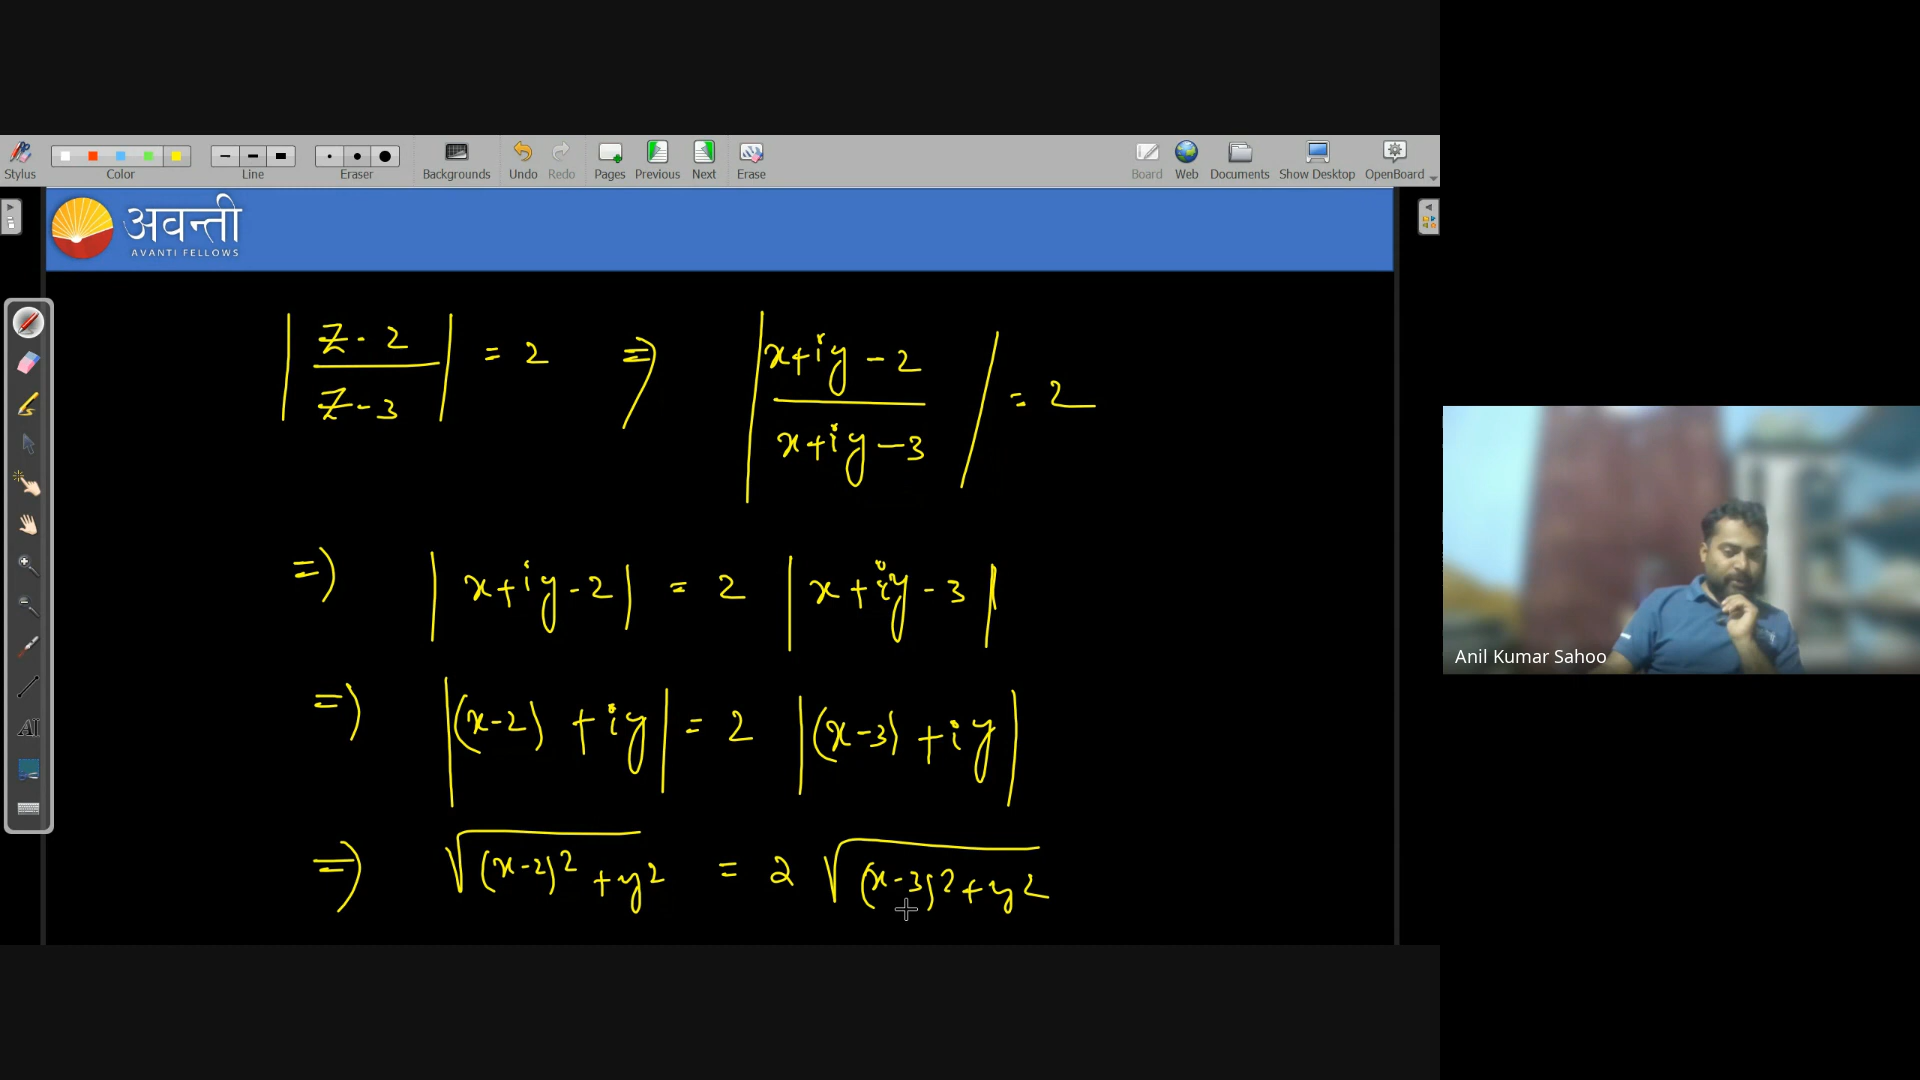 Stylus Color Line Eraser Backgrounds Undo Redo Pages Previous Next Erase Board Web Documents Show Desktop OpenBoard
अवन्ती
AVANTI FELLOWS
|z-2/z-3| = 2 ⇒ |x+iy-2/x+iy-3| = 2
⇒ |x+iy-2| = 2 |x+iy-3|
⇒ |(x-2)+iy| = 2 |(x-3)+iy|
⇒ √(x-2)²+y² = 2 √(x-3)²+y²
AI
Anil Kumar Sahoo